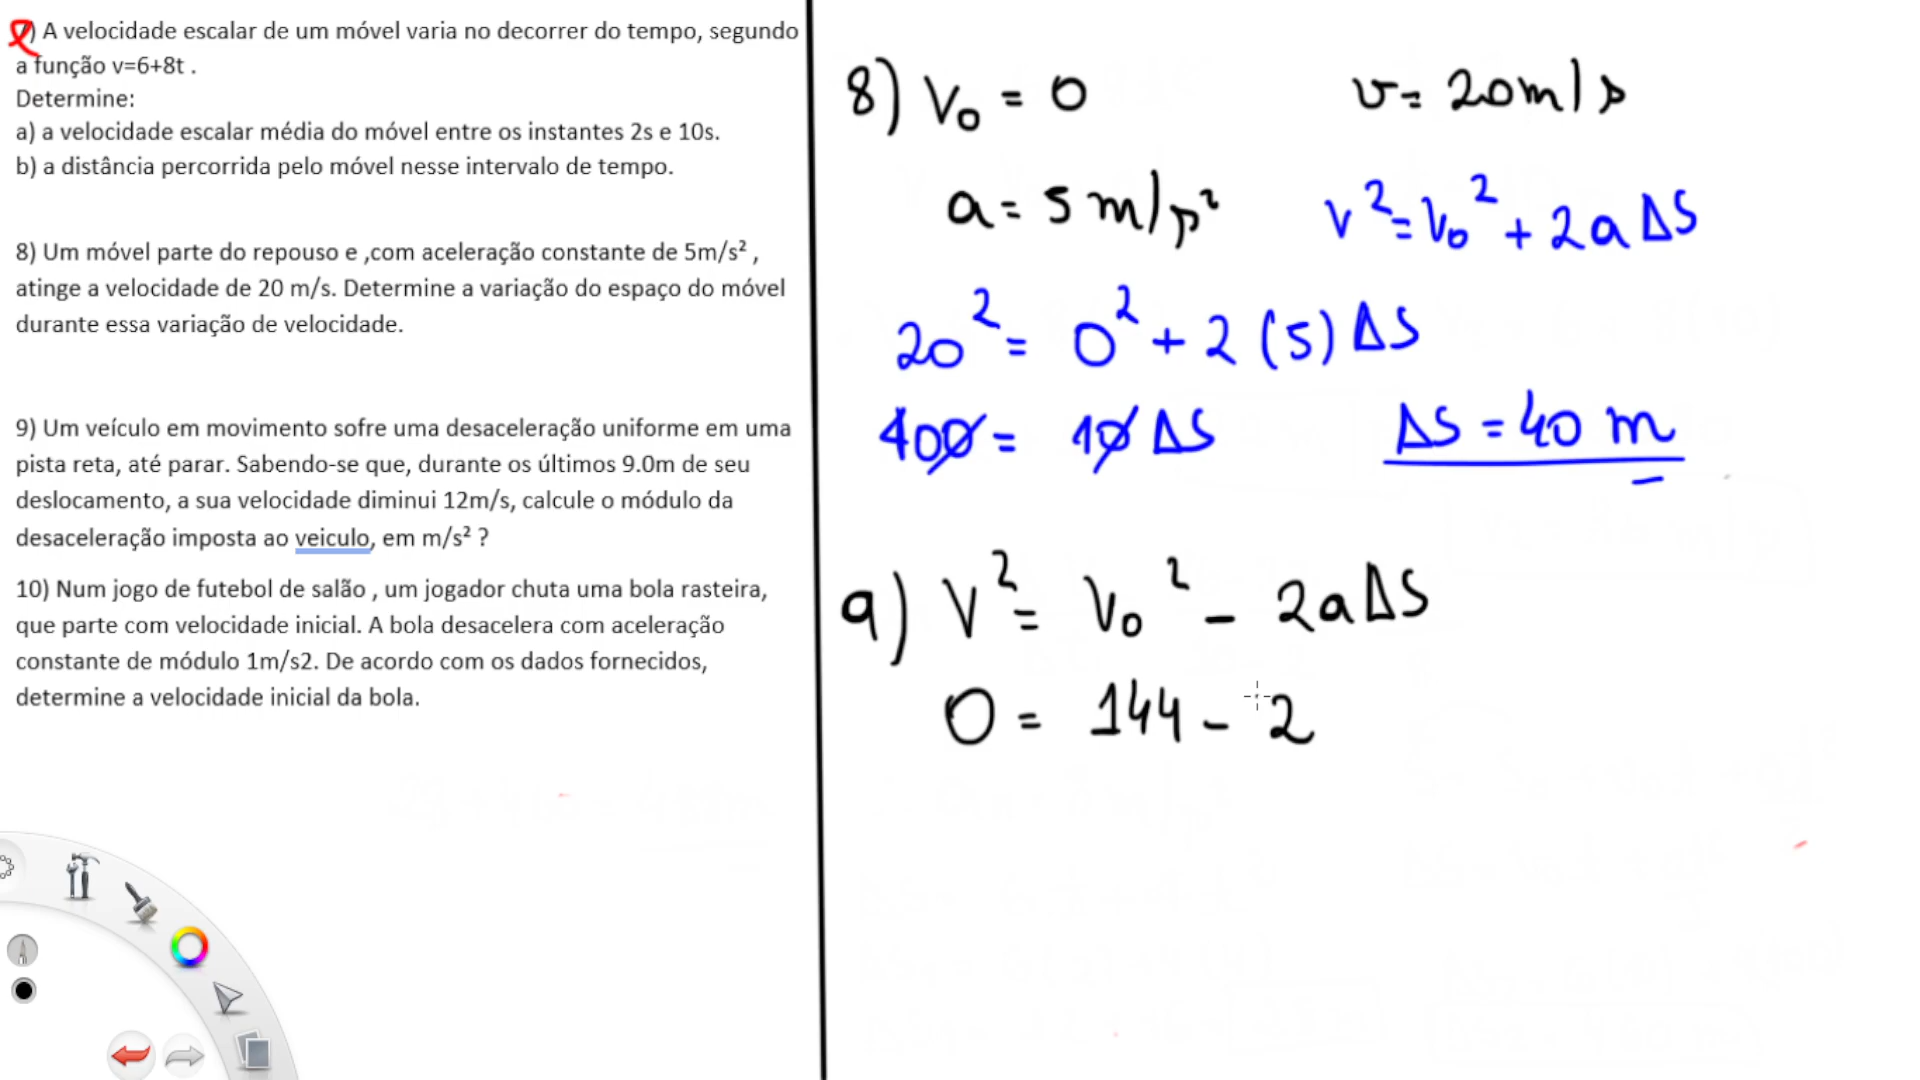 7) A velocidade escalar de um móvel varia no decorrer do tempo, segundo
a função v=6+8t .
Determine:
a) a velocidade escalar média do móvel entre os instantes 2s e 10s.
b) a distância percorrida pelo móvel nesse intervalo de tempo.
8) Um móvel parte do repouso e ,com aceleração constante de 5m/s² ,
atinge a velocidade de 20 m/s. Determine a variação do espaço do móvel
durante essa variação de velocidade.
9) Um veículo em movimento sofre uma desaceleração uniforme em uma
pista reta, até parar. Sabendo-se que, durante os últimos 9.0m de seu
deslocamento, a sua velocidade diminui 12m/s, calcule o módulo da
desaceleração imposta ao veiculo, em m/s² ?
10) Num jogo de futebol de salão , um jogador chuta uma bola rasteira,
que parte com velocidade inicial. A bola desacelera com aceleração
constante de módulo 1m/s2. De acordo com os dados fornecidos,
determine a velocidade inicial da bola.
8) V₀ = 0 v = 20m/s
a = 5 m/s² v² = V₀² + 2a ΔS
20² = 0² + 2 (5) ΔS
400 = 10 ΔS ΔS = 40 m
9) V² = V₀² - 2aΔS
0 = 144 - 2